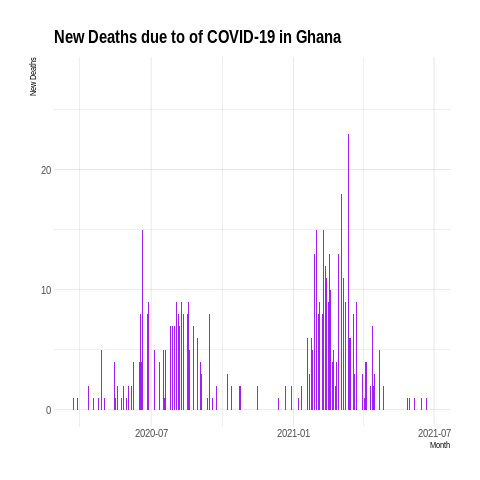 New Deaths due to of COVID-19 in Ghana
New Deaths
20
10
0
2020-07
2021-01
2021-07
Month